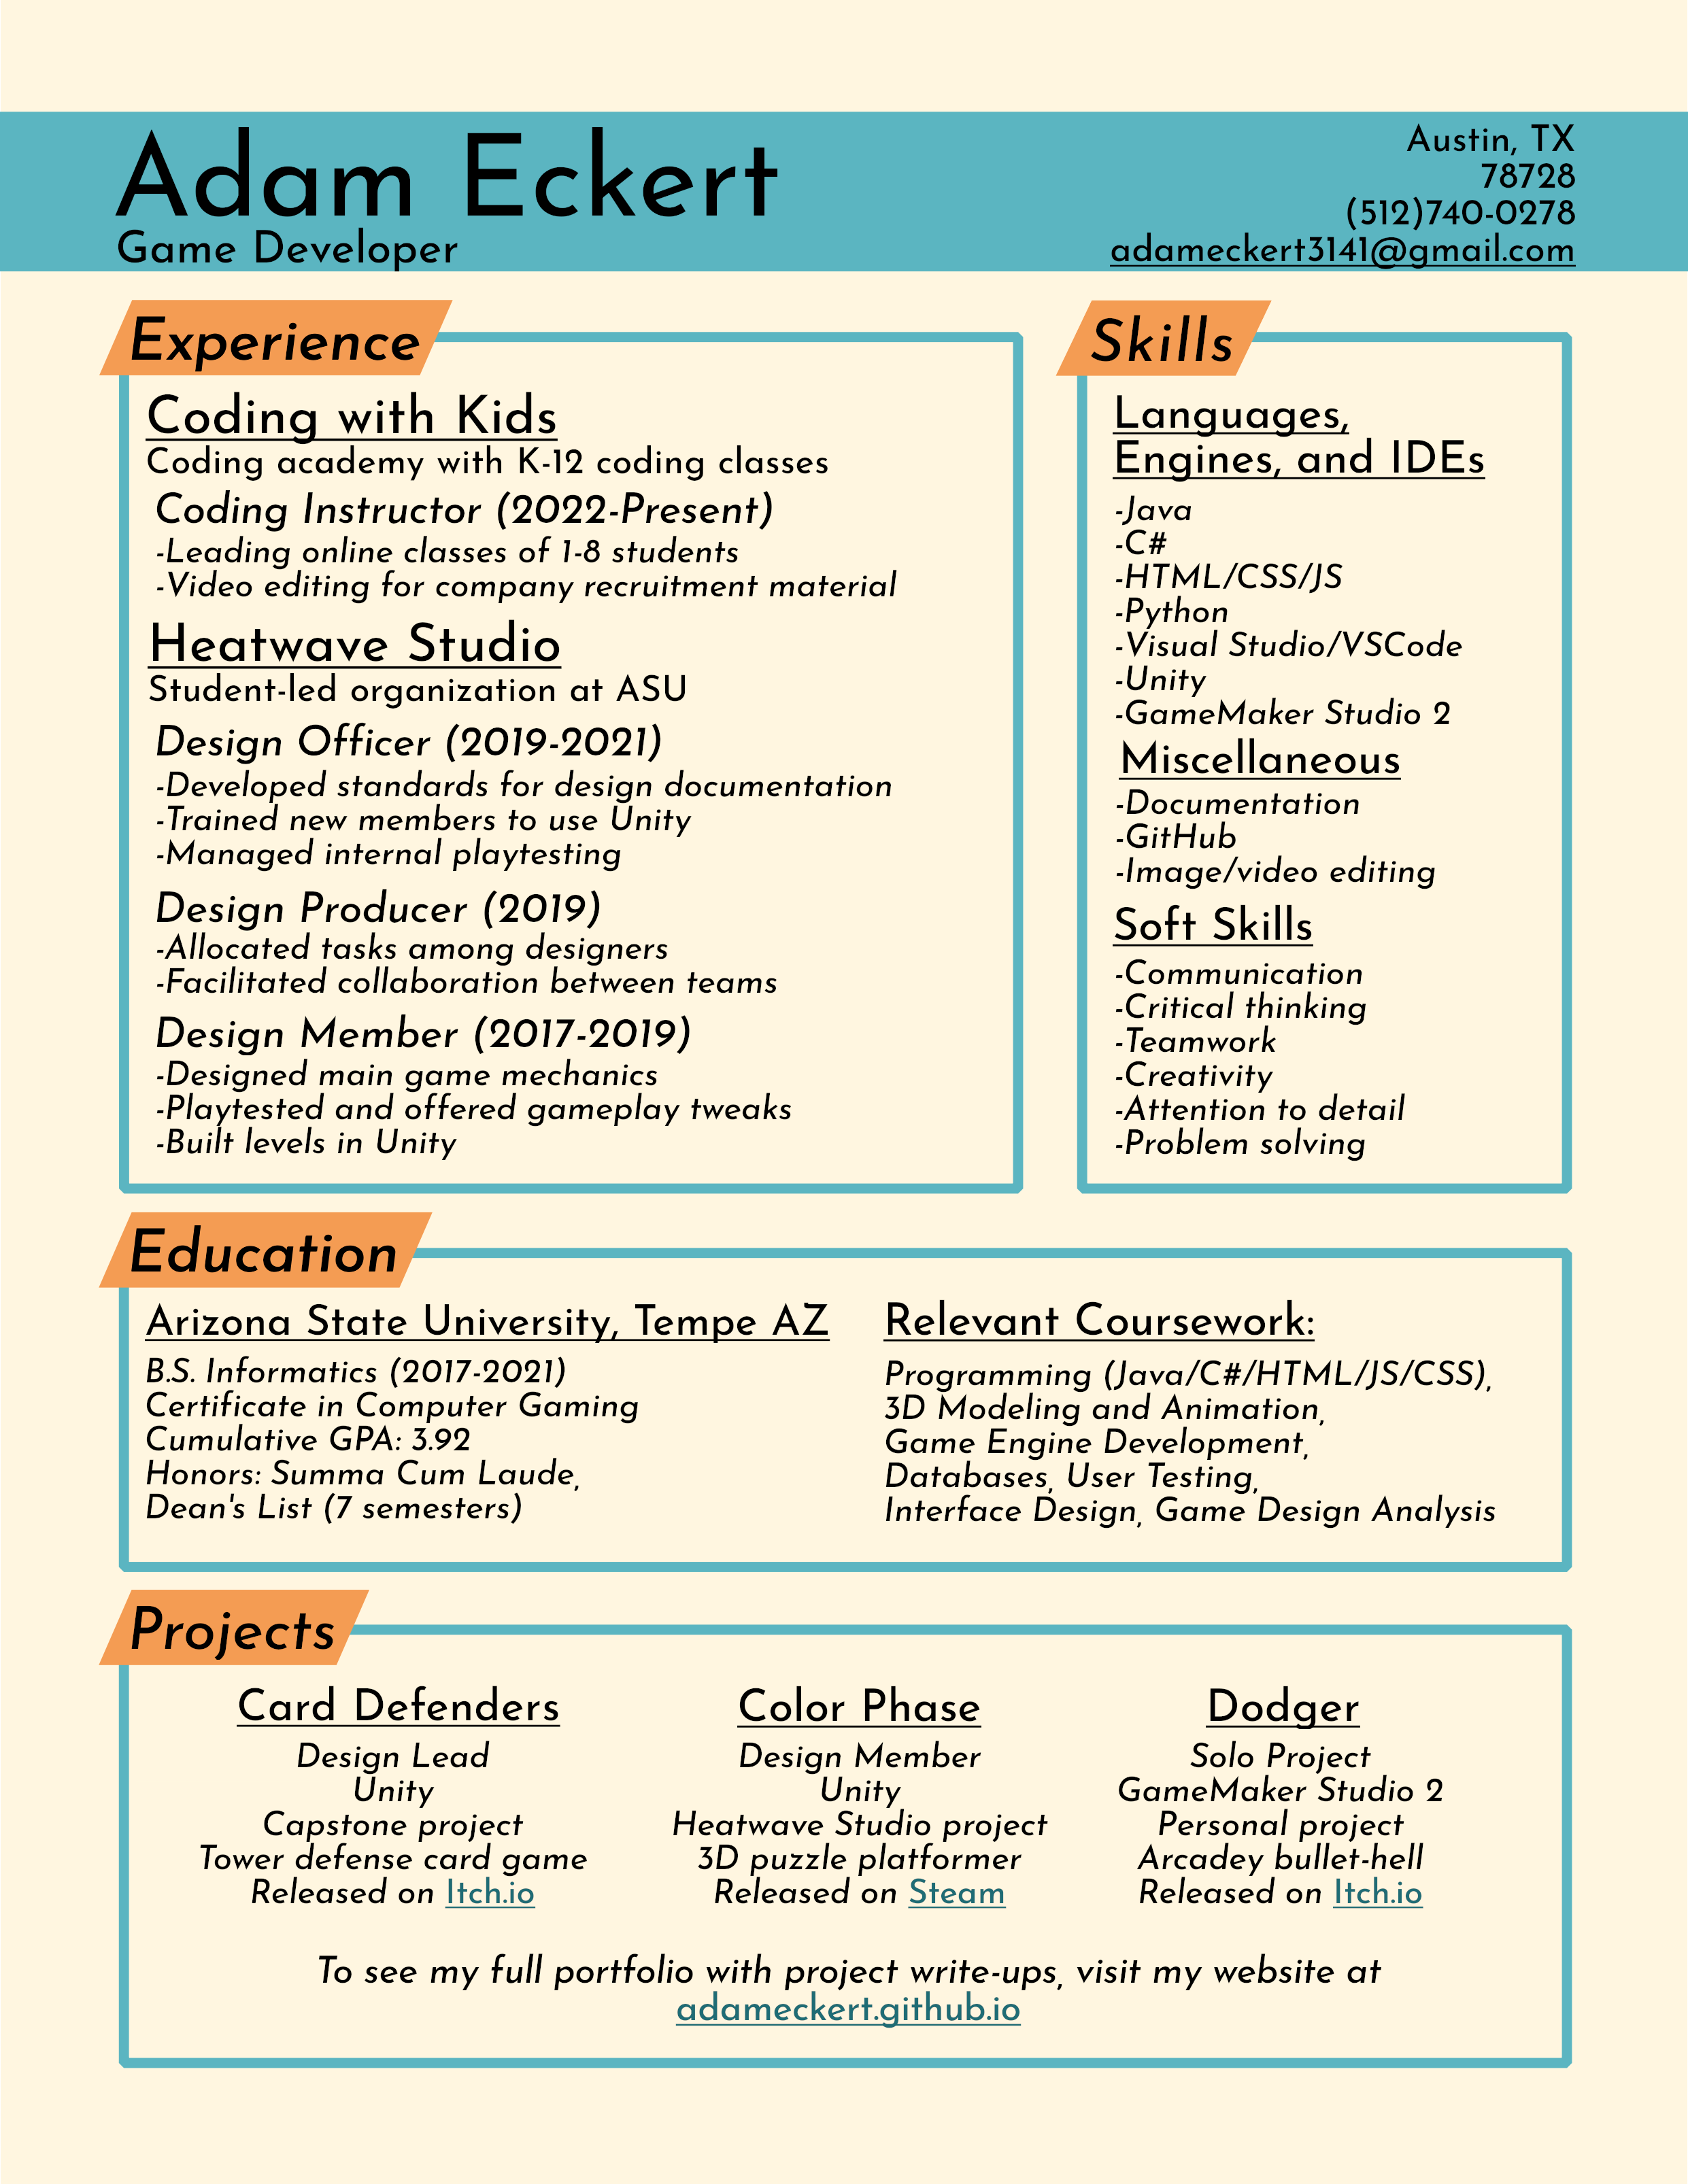 Adam Eckert
Game Developer
Austin, TX
78728
(512)740-0278
adameckert3141@gmail.com
Experience
Coding with Kids
Coding academy with K-12 coding classes
Coding Instructor (2022-Present)
-Leading online classes of 1-8 students
-Video editing for company recruitment material
Heatwave Studio
Student-led organization at ASU
Design Officer (2019-2021)
-Developed standards for design documentation
-Trained new members to use Unity
-Managed internal playtesting
Design Producer (2019)
-Allocated tasks among designers
-Facilitated collaboration between teams
Design Member (2017-2019)
-Designed main game mechanics
-Playtested and offered gameplay tweaks
-Built levels in Unity
Skills
Languages,
Engines, and IDEs
-Java
-C#
-HTML/CSS/JS
-Python
-Visual Studio/VSCode
-Unity
-GameMaker Studio 2
Miscellaneous
-Documentation
-GitHub
-Image/video editing
Soft Skills
-Communication
-Critical thinking
-Teamwork
-Creativity
-Attention to detail
-Problem solving
Education
Arizona State University, Tempe AZ
B.S. Informatics (2017-2021)
Certificate in Computer Gaming
Cumulative GPA: 3.92
Honors: Summa Cum Laude,
Dean's List (7 semesters)
Relevant Coursework:
Programming (Java/C#/HTML/JS/CSS),
3D Modeling and Animation,
Game Engine Development,
Databases, User Testing,
Interface Design, Game Design Analysis
Projects
Card Defenders
Design Lead
Unity
Capstone project
Tower defense card game
Released on Itch.io
Color Phase
Design Member
Unity
Heatwave Studio project
3D puzzle platformer
Released on Steam
Dodger
Solo Project
GameMaker Studio 2
Personal project
Arcadey bullet-hell
Released on Itch.io
To see my full portfolio with project write-ups, visit my website at
adameckert.github.io